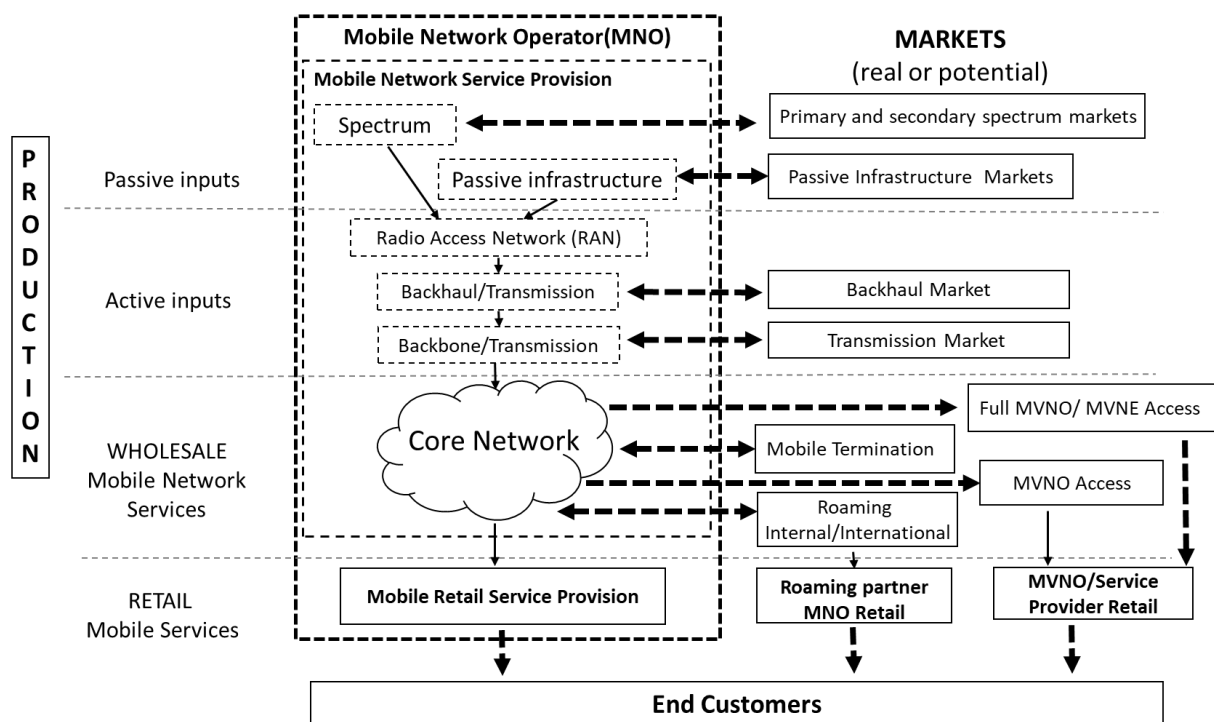 Mobile Network Operator(MNO)
MARKETS
(real or potential)
Mobile Network Service Provision
Spectrum
Primary and secondary spectrum markets
PRODUCTION
Passive inputs
Passive infrastructure
Passive Infrastructure Markets
Radio Access Network (RAN)
Active inputs
Backhaul/Transmission
Backhaul Market
Backbone/Transmission
Transmission Market
Full MVNO/ MVNE Access
Core Network
Mobile Termination
WHOLESALE
Mobile Network
Services
MVNO Access
Roaming
Internal/International
RETAIL
Mobile Services
Mobile Retail Service Provision
Roaming partner
MNO Retail
MVNO/Service
Provider Retail
End Customers